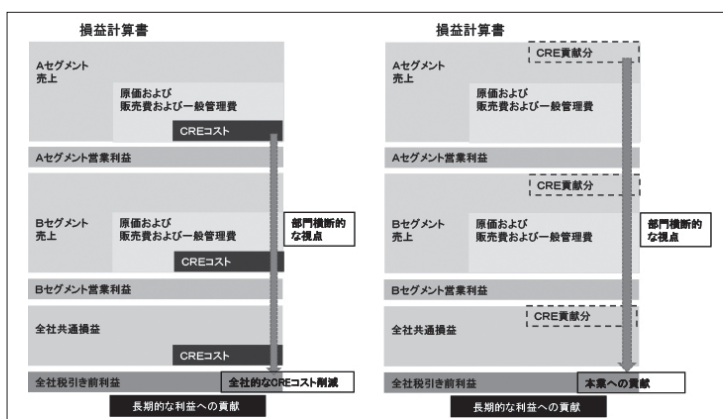 損益計算書
Aセグメント
売上
原価および
販売費および一般管理費
CREコスト
Aセグメント営業利益
Bセグメント
売上
原価および
販売費および一般管理費
CREコスト
部門横断的
な視点
Bセグメント営業利益
全社共通損益
CREコスト
全社税引き前利益
全社的なCREコスト削減
長期的な利益への貢献
損益計算書
CRE貢献分
Aセグメント
売上
原価および
販売費および一般管理費
Aセグメント営業利益
CRE貢献分
Bセグメント
売上
原価および
販売費および一般管理費
部門横断的
な視点
Bセグメント営業利益
CRE貢献分
全社共通損益
全社税引き前利益
本業への貢献
長期的な利益への貢献